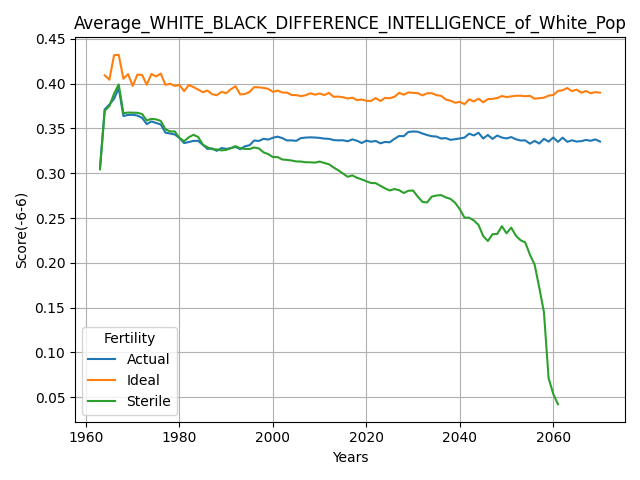 Average_WHITE_BLACK_DIFFERENCE_INTELLIGENCE_of_White_Pop
0.45
0.40
0.35
0.30
0.25
0.20
0.15
0.10
0.05
Score(-6-6)
Fertility
Actual
Ideal
Sterile
1960 1980 2000 2020 2040 2060
Years